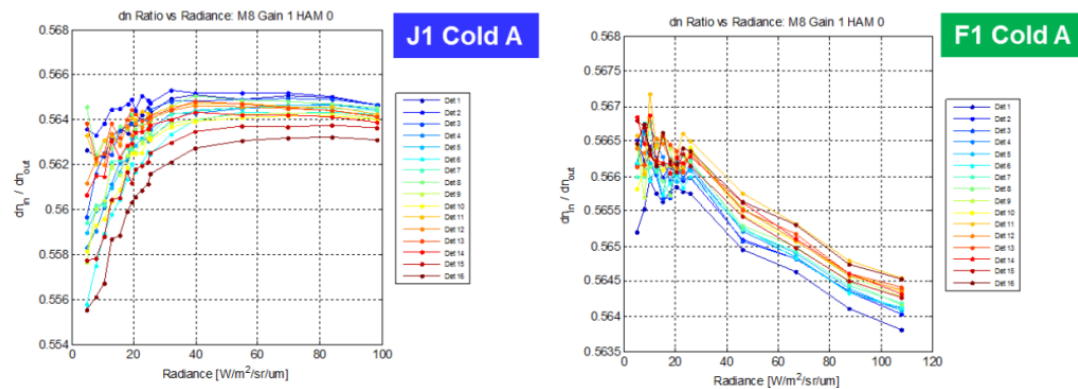 dn Ratio vs Radiance: M8 Gain 1 HAM 0
J1 Cold A
0.568
0.566
0.564
0.562
0.56
0.558
0.556
0.554
dn_in / dn_out
0 20 40 60 80 100
Radiance [W/m²/sr/um]
Det 1
Det 2
Det 3
Det 4
Det 5
Det 6
Det 7
Det 8
Det 9
Det 10
Det 11
Det 12
Det 13
Det 14
Det 15
Det 16
dn Ratio vs Radiance: M8 Gain 1 HAM 0
F1 Cold A
0.568
0.5675
0.567
0.5665
0.566
0.5655
0.565
0.5645
0.564
0.5635
dn_in / dn_out
0 20 40 60 80 100 120
Radiance [W/m²/sr/um]
Det 1
Det 2
Det 3
Det 4
Det 5
Det 6
Det 7
Det 8
Det 9
Det 10
Det 11
Det 12
Det 13
Det 14
Det 15
Det 16